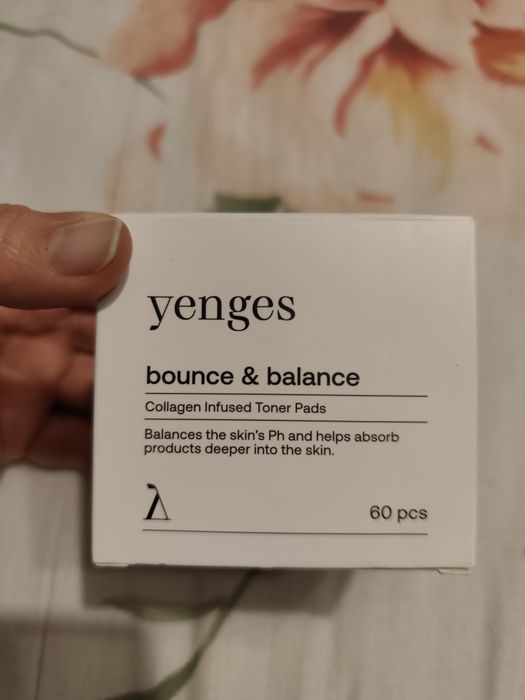 yenges
bounce & balance
Collagen Infused Toner Pads
Balances the skin's Ph and helps absorb
products deeper into the skin.
60 pcs